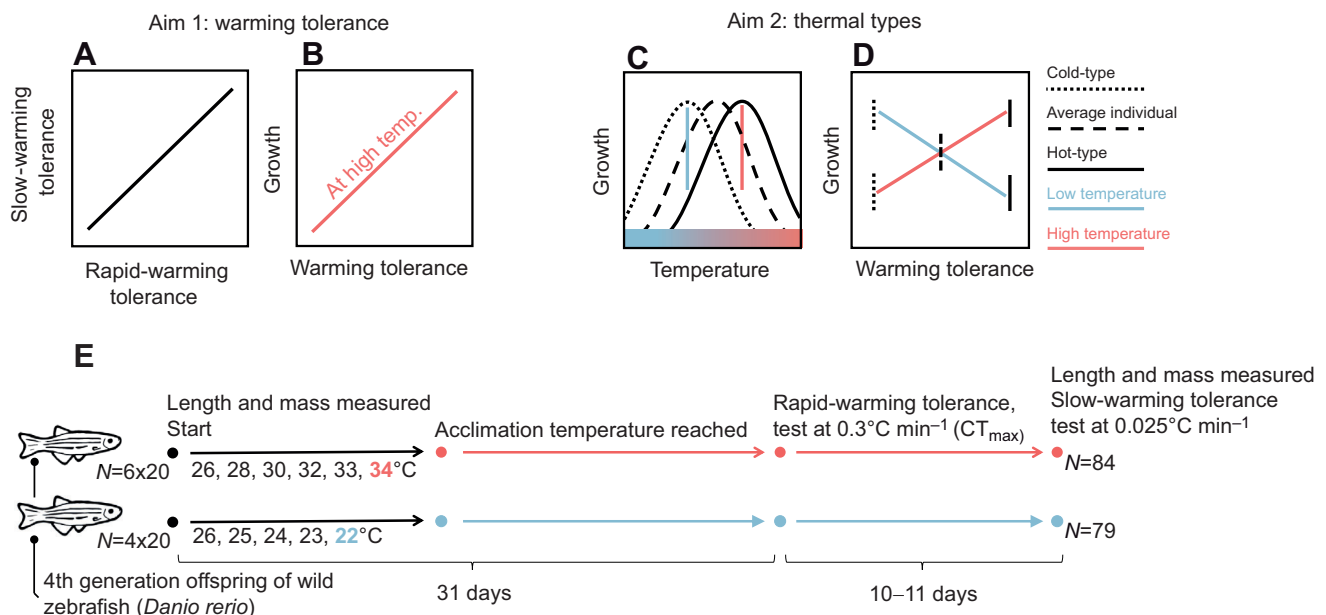 Aim 1: warming tolerance
A
Slow-warming
tolerance
Rapid-warming
tolerance
B
Growth
At high temp.
Warming tolerance
Aim 2: thermal types
C
Growth
Temperature
D
Growth
Warming tolerance
Cold-type
Average individual
Hot-type
Low temperature
High temperature
E
Length and mass measured
Start
N=6x20
26, 28, 30, 32, 33, 34°C
Acclimation temperature reached
Rapid-warming tolerance,
test at 0.3°C min⁻¹ (CTmax)
Length and mass measured
Slow-warming tolerance
test at 0.025°C min⁻¹
N=84
N=4x20
26, 25, 24, 23, 22°C
N=79
4th generation offspring of wild
zebrafish (Danio rerio)
31 days
10–11 days